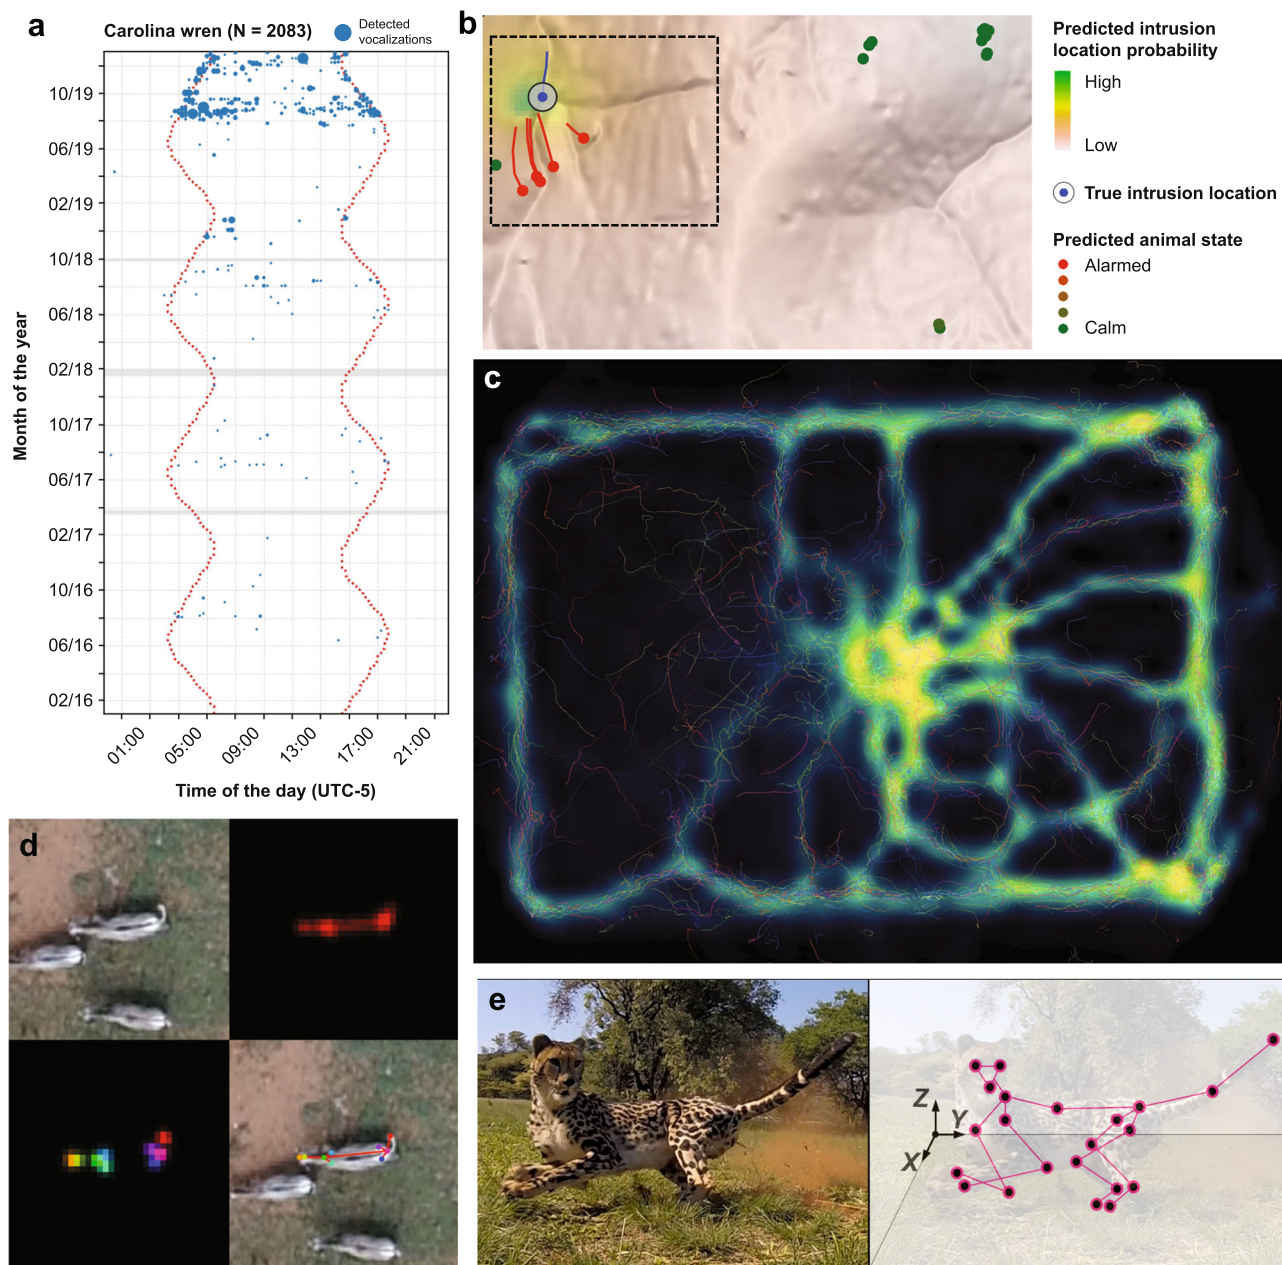 a
Carolina wren (N = 2083)
Detected
vocalizations
Month of the year
10/19
06/19
02/19
10/18
06/18
02/18
10/17
06/17
02/17
10/16
06/16
02/16
01:00
05:00
09:00
13:00
17:00
21:00
Time of the day (UTC-5)
b
Predicted intrusion
location probability
High
Low
True intrusion location
Predicted animal state
Alarmed
Calm
c
d
e
Z
Y
X